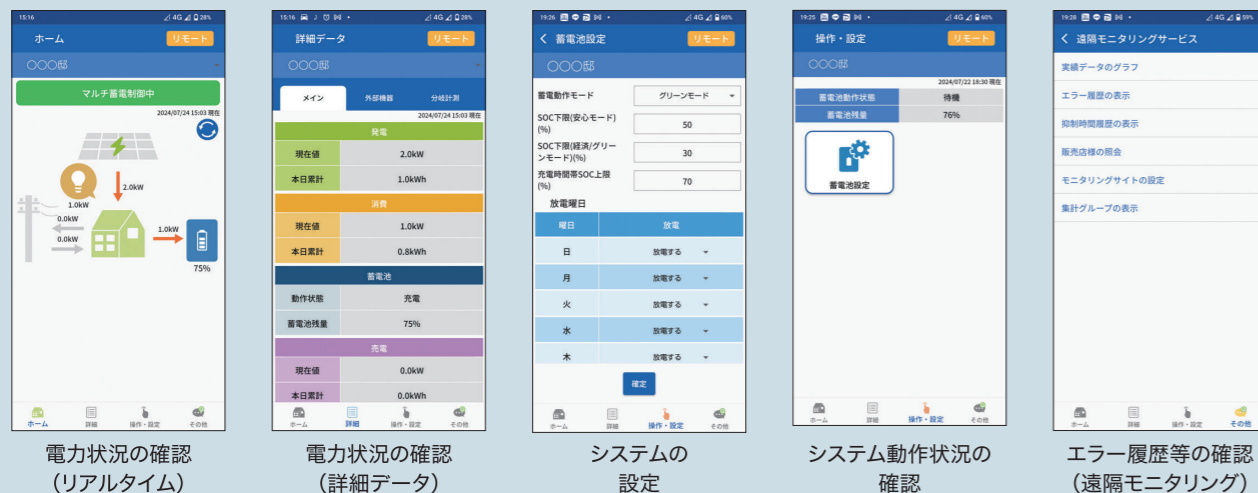 15:16
4G 28%
ホーム
リモート
○○○邸
マルチ蓄電制御中
2024/07/24 15:03 現在
2.0kW
1.0kW
0.0kW
0.0kW
1.0kW
75%
ホーム
詳細
操作・設定
その他
電力状況の確認
(リアルタイム)
15:16
4G 28%
詳細データ
リモート
○○○邸
メイン
外部機器
分岐計測
2024/07/24 15:03 現在
発電
現在値
2.0kW
本日累計
1.0kWh
消費
現在値
1.0kW
本日累計
0.8kWh
蓄電池
動作状態
充電
蓄電池残量
75%
売電
現在値
0.0kW
本日累計
0.0kWh
ホーム
詳細
操作・設定
その他
電力状況の確認
(詳細データ)
19:26
4G 60%
蓄電池設定
リモート
○○○邸
蓄電動作モード
グリーンモード
SOC下限(安心モード)
(%)
50
SOC下限(経済/グリー
ンモード)(%)
30
充電時間帯SOC上限
(%)
70
放電曜日
曜日
放電
日
放電する
月
放電する
火
放電する
水
放電する
木
放電する
確定
ホーム
詳細
操作・設定
その他
システムの
設定
19:25
4G 60%
操作・設定
リモート
○○○邸
2024/07/22 18:30 現在
蓄電池動作状態
待機
蓄電池残量
76%
蓄電池設定
ホーム
詳細
操作・設定
その他
システム動作状況の
確認
19:28
4G 59%
遠隔モニタリングサービス
実績データのグラフ
エラー履歴の表示
抑制時間履歴の表示
販売店様の照会
モニタリングサイトの設定
集計グループの表示
ホーム
詳細
操作・設定
その他
エラー履歴等の確認
(遠隔モニタリング)